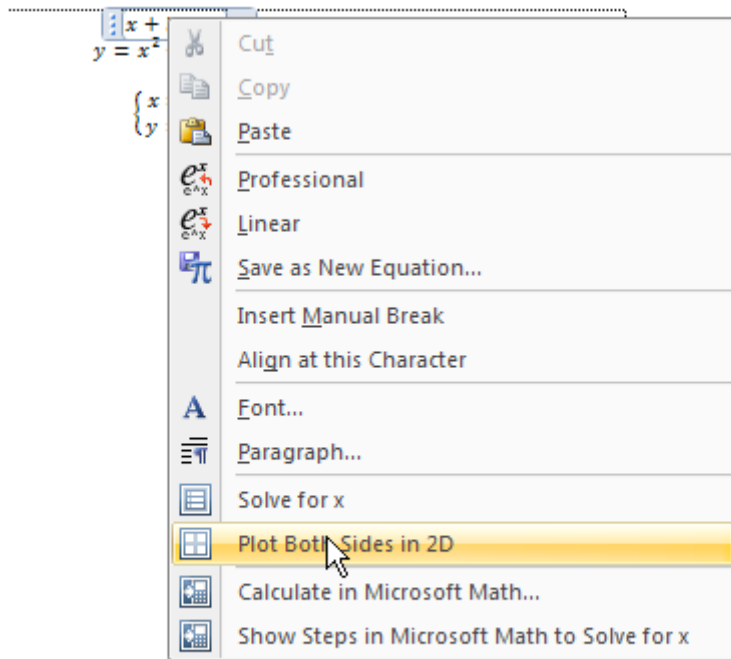 x +
y = x²
{x
y
Cut
Copy
Paste
Professional
Linear
Save as New Equation...
Insert Manual Break
Align at this Character
Font...
Paragraph...
Solve for x
Plot Both Sides in 2D
Calculate in Microsoft Math...
Show Steps in Microsoft Math to Solve for x